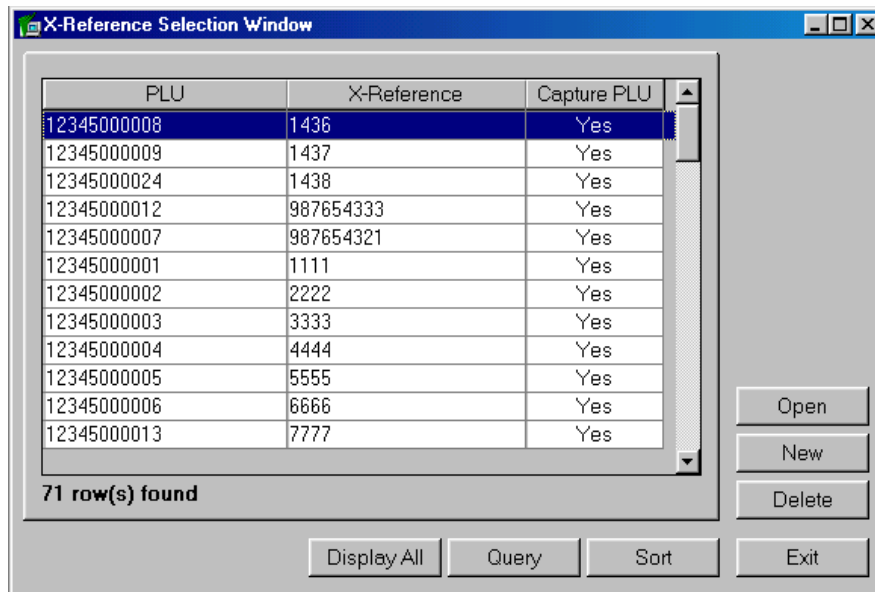 X-Reference Selection Window
PLU X-Reference Capture PLU
12345000008 1436 Yes
12345000009 1437 Yes
12345000024 1438 Yes
12345000012 987654333 Yes
12345000007 987654321 Yes
12345000001 1111 Yes
12345000002 2222 Yes
12345000003 3333 Yes
12345000004 4444 Yes
12345000005 5555 Yes
12345000006 6666 Yes
12345000013 7777 Yes
71 row(s) found
Open
New
Delete
Display All Query Sort Exit